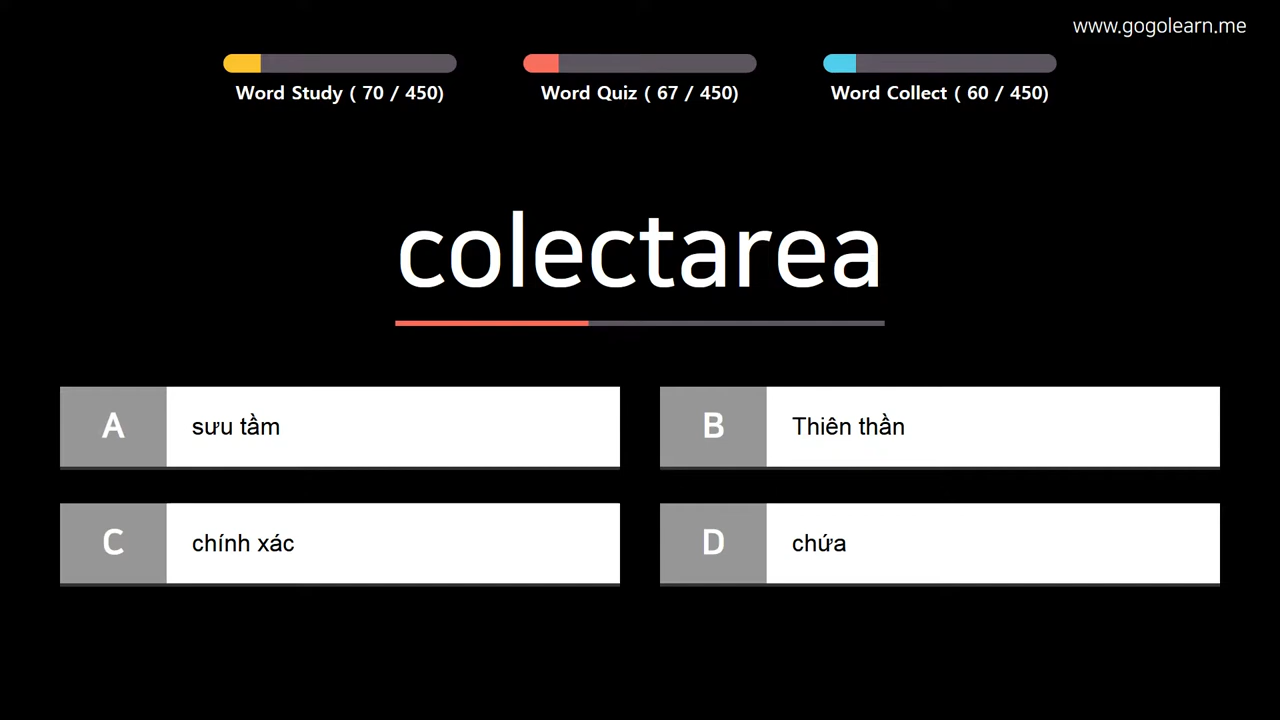 www.gogolearn.me
Word Study ( 70 / 450)
Word Quiz ( 67 / 450)
Word Collect ( 60 / 450)
colectarea
A sưu tầm
B Thiên thần
C chính xác
D chứa